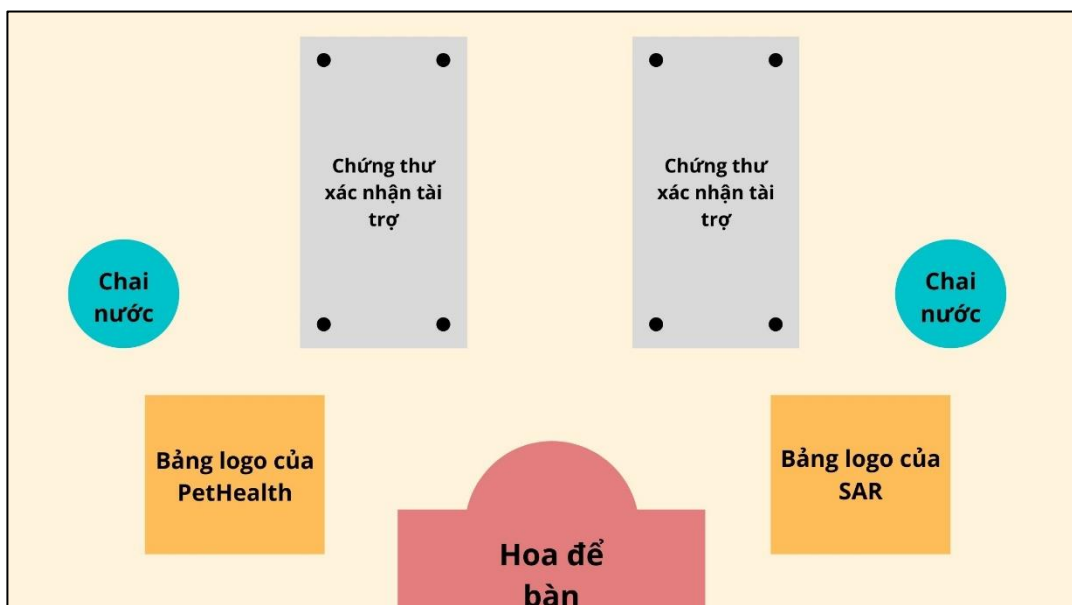 Chứng thư
xác nhận tài
trợ
Chứng thư
xác nhận tài
trợ
Chai
nước
Chai
nước
Bảng logo của
PetHealth
Bảng logo của
SAR
Hoa để
bàn